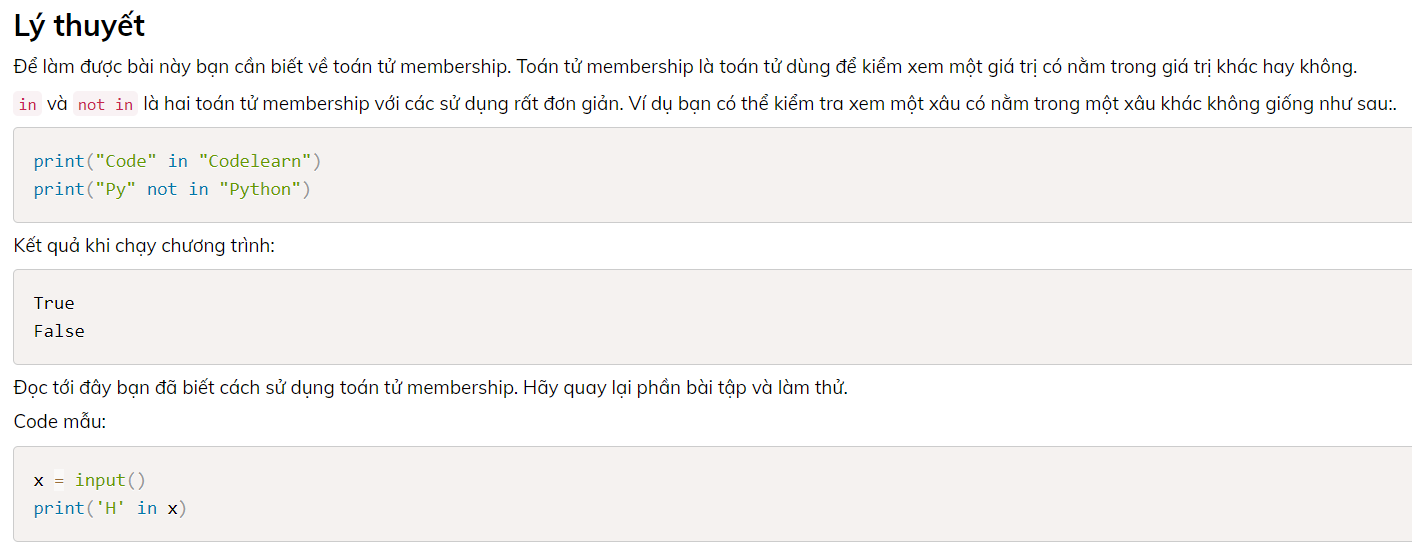 Lý thuyết
Để làm được bài này bạn cần biết về toán tử membership. Toán tử membership là toán tử dùng để kiểm xem một giá trị có nằm trong giá trị khác hay không.
in và not in là hai toán tử membership với các sử dụng rất đơn giản. Ví dụ bạn có thể kiểm tra xem một xâu có nằm trong một xâu khác không giống như sau:.
print("Code" in "Codelearn")
print("Py" not in "Python")
Kết quả khi chạy chương trình:
True
False
Đọc tới đây bạn đã biết cách sử dụng toán tử membership. Hãy quay lại phần bài tập và làm thử.
Code mẫu:
x = input()
print('H' in x)